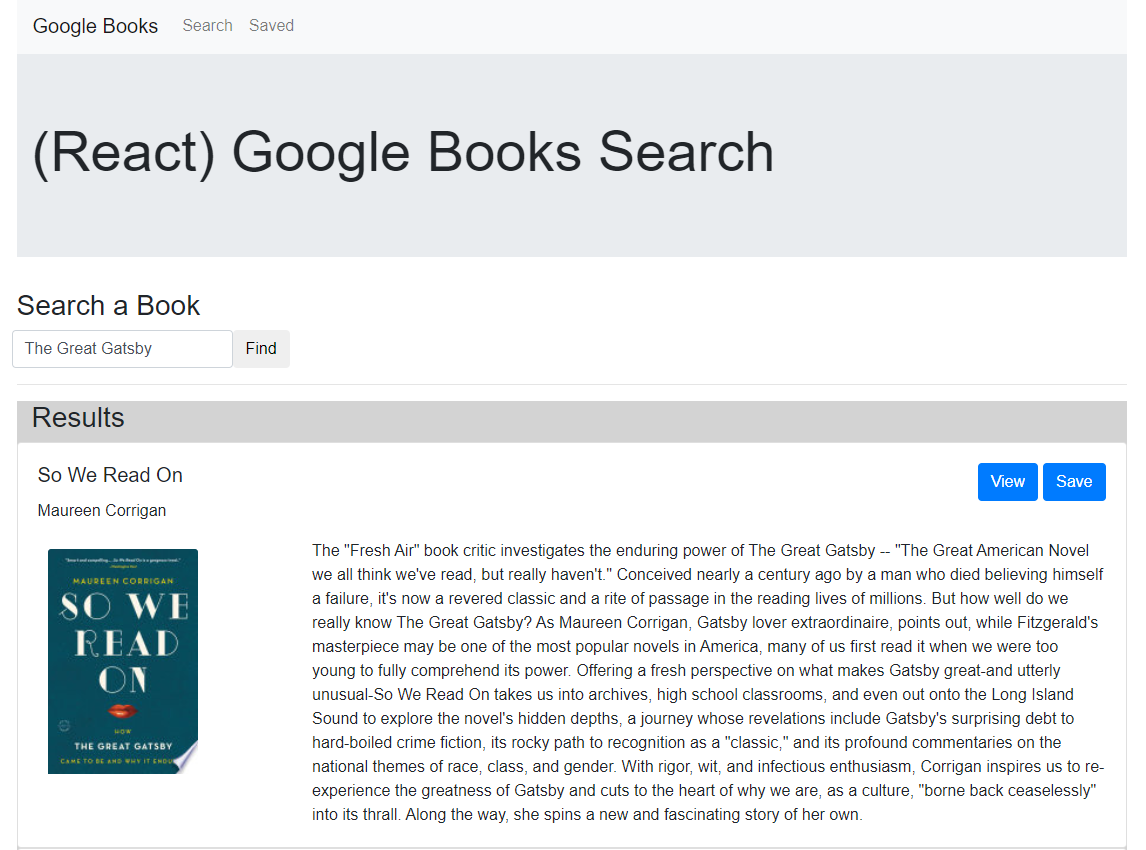 Google Books Search Saved
(React) Google Books Search
Search a Book
The Great Gatsby Find
Results
So We Read On
View Save
Maureen Corrigan
MAUREEN CORRIGAN
SO WE
READ
ON
HOW
THE GREAT GATSBY
CAME TO BE AND WHY IT
The "Fresh Air" book critic investigates the enduring power of The Great Gatsby -- "The Great American Novel
we all think we've read, but really haven't." Conceived nearly a century ago by a man who died believing himself
a failure, it's now a revered classic and a rite of passage in the reading lives of millions. But how well do we
really know The Great Gatsby? As Maureen Corrigan, Gatsby lover extraordinaire, points out, while Fitzgerald's
masterpiece may be one of the most popular novels in America, many of us first read it when we were too
young to fully comprehend its power. Offering a fresh perspective on what makes Gatsby great-and utterly
unusual-So We Read On takes us into archives, high school classrooms, and even out onto the Long Island
Sound to explore the novel's hidden depths, a journey whose revelations include Gatsby's surprising debt to
hard-boiled crime fiction, its rocky path to recognition as a "classic," and its profound commentaries on the
national themes of race, class, and gender. With rigor, wit, and infectious enthusiasm, Corrigan inspires us to re-
experience the greatness of Gatsby and cuts to the heart of why we are, as a culture, "borne back ceaselessly"
into its thrall. Along the way, she spins a new and fascinating story of her own.